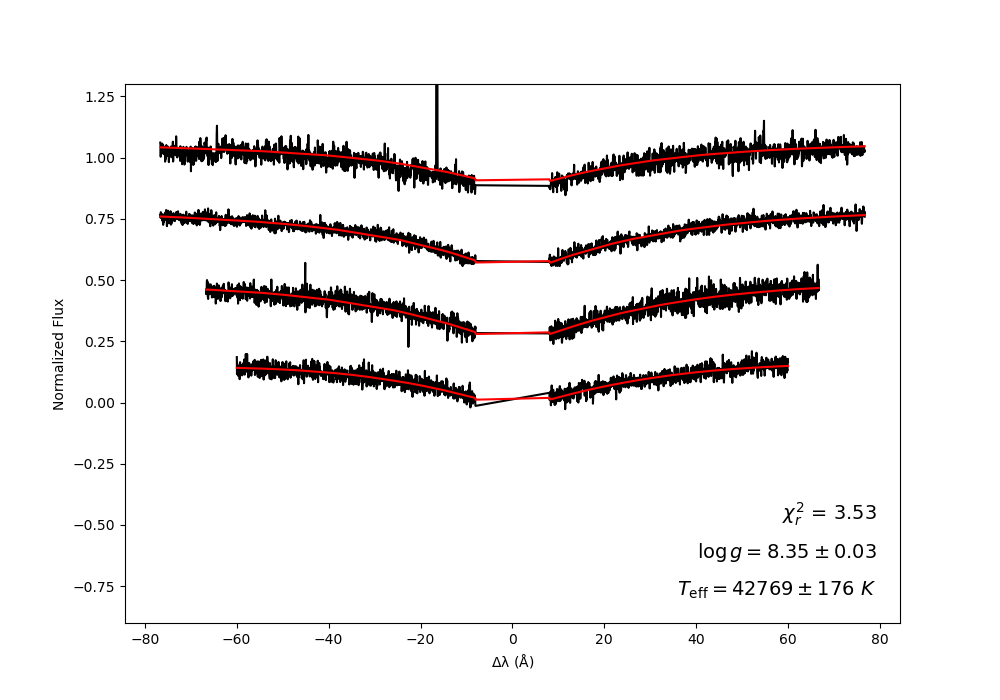 1.25
1.00
0.75
0.50
0.25
0.00
−0.25
−0.50
−0.75
Normalized Flux
χ²ᵣ = 3.53
log g = 8.35 ± 0.03
T_eff = 42769 ± 176 K
−80 −60 −40 −20 0 20 40 60 80
Δλ (Å)